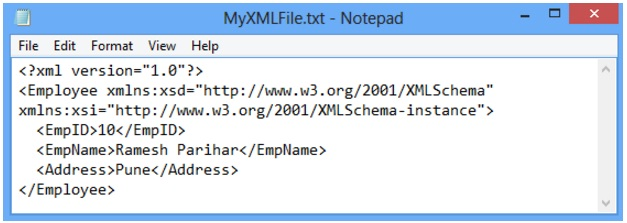 MyXMLFile.txt - Notepad
File Edit Format View Help
<?xml version="1.0"?>
<Employee xmlns:xsd="http://www.w3.org/2001/XMLSchema"
xmlns:xsi="http://www.w3.org/2001/XMLSchema-instance">
  <EmpID>10</EmpID>
  <EmpName>Ramesh Parihar</EmpName>
  <Address>Pune</Address>
</Employee>